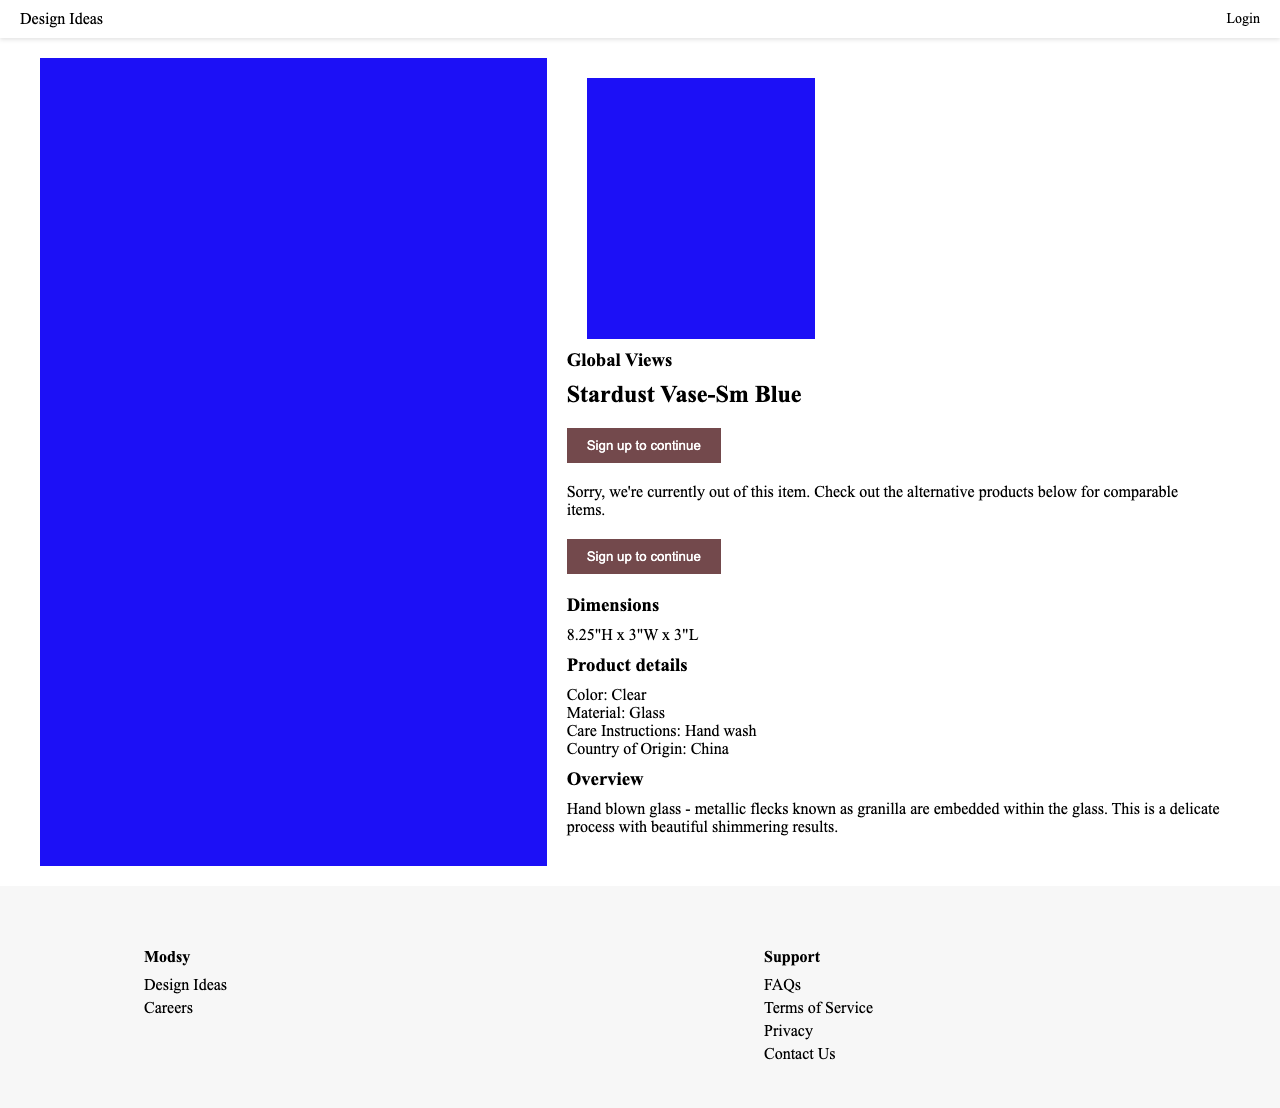 Design Ideas
Login
Global Views
Stardust Vase-Sm Blue
Sign up to continue
Sorry, we're currently out of this item. Check out the alternative products below for comparable
items.
Sign up to continue
Dimensions
8.25"H x 3"W x 3"L
Product details
Color: Clear
Material: Glass
Care Instructions: Hand wash
Country of Origin: China
Overview
Hand blown glass - metallic flecks known as granilla are embedded within the glass. This is a delicate
process with beautiful shimmering results.
Modsy
Design Ideas
Careers
Support
FAQs
Terms of Service
Privacy
Contact Us